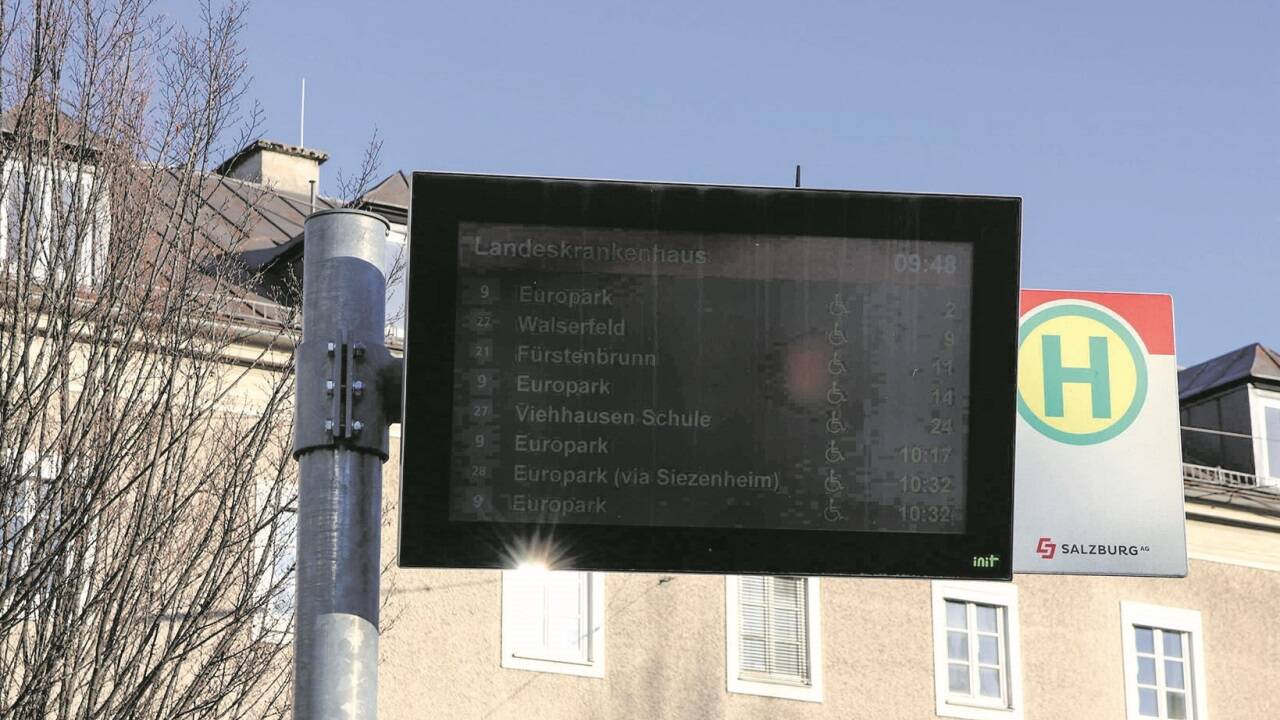 Landeskrankenhaus 09:48
9 Europark 2
27 Walserfeld 9
21 Fürstenbrunn 11
9 Europark 14
27 Viehhausen Schule 24
9 Europark 10:17
28 Europark (via Siezenheim) 10:32
9 Europark 10:32
init
H
SALZBURG AG